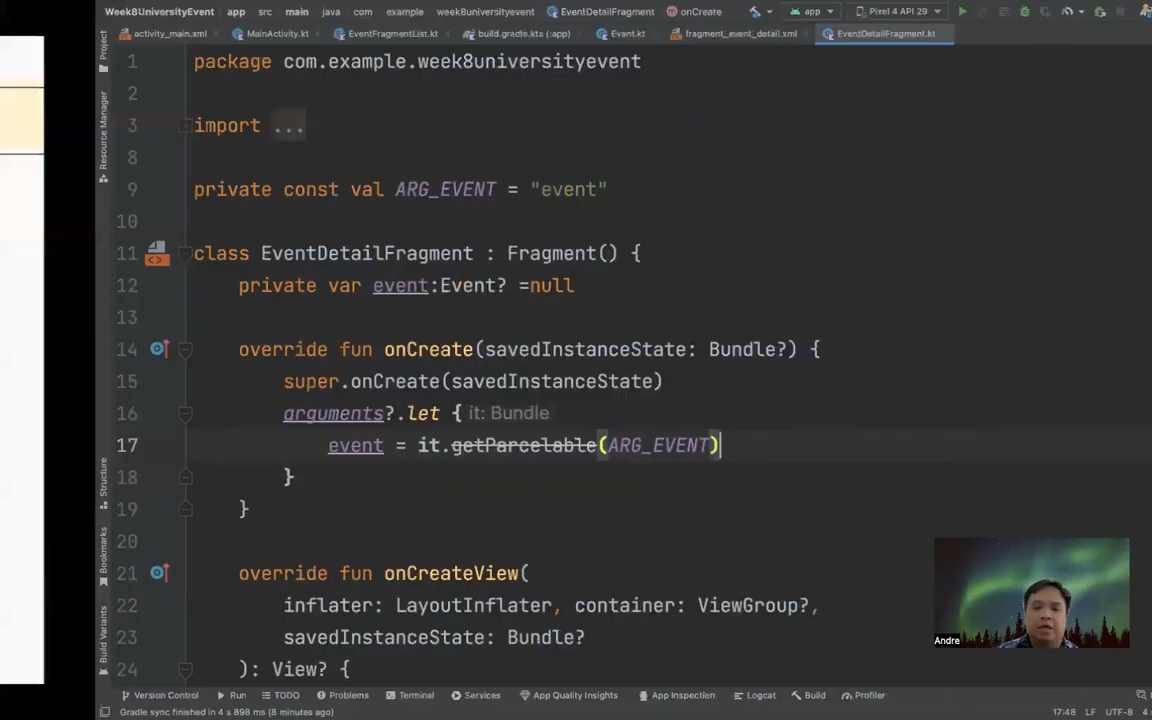 Week8UniversityEvent app src main java com example week8universityevent EventDetailFragment onCreate app Pixel 4 API 29
activity_main.xml MainActivity.kt EventFragmentList.kt build.gradle.kts (:app) Event.kt fragment_event_detail.xml EventDetailFragment.kt
Project
Resource Manager
Structure
Bookmarks
Build Variants
1 package com.example.week8universityevent
2
3 import ...
8
9 private const val ARG_EVENT = "event"
10
11 class EventDetailFragment : Fragment() {
12 private var event:Event? =null
13
14 override fun onCreate(savedInstanceState: Bundle?) {
15 super.onCreate(savedInstanceState)
16 arguments?.let { it: Bundle
17 event = it.getParcelable(ARG_EVENT)
18 }
19 }
20
21 override fun onCreateView(
22 inflater: LayoutInflater, container: ViewGroup?,
23 savedInstanceState: Bundle?
24 ): View? {
Andre
Version Control Run TODO Problems Terminal Services App Quality Insights App Inspection Logcat Build Profiler
Gradle sync finished in 4 s 898 ms (8 minutes ago) 17:48 LF UTF-8 4